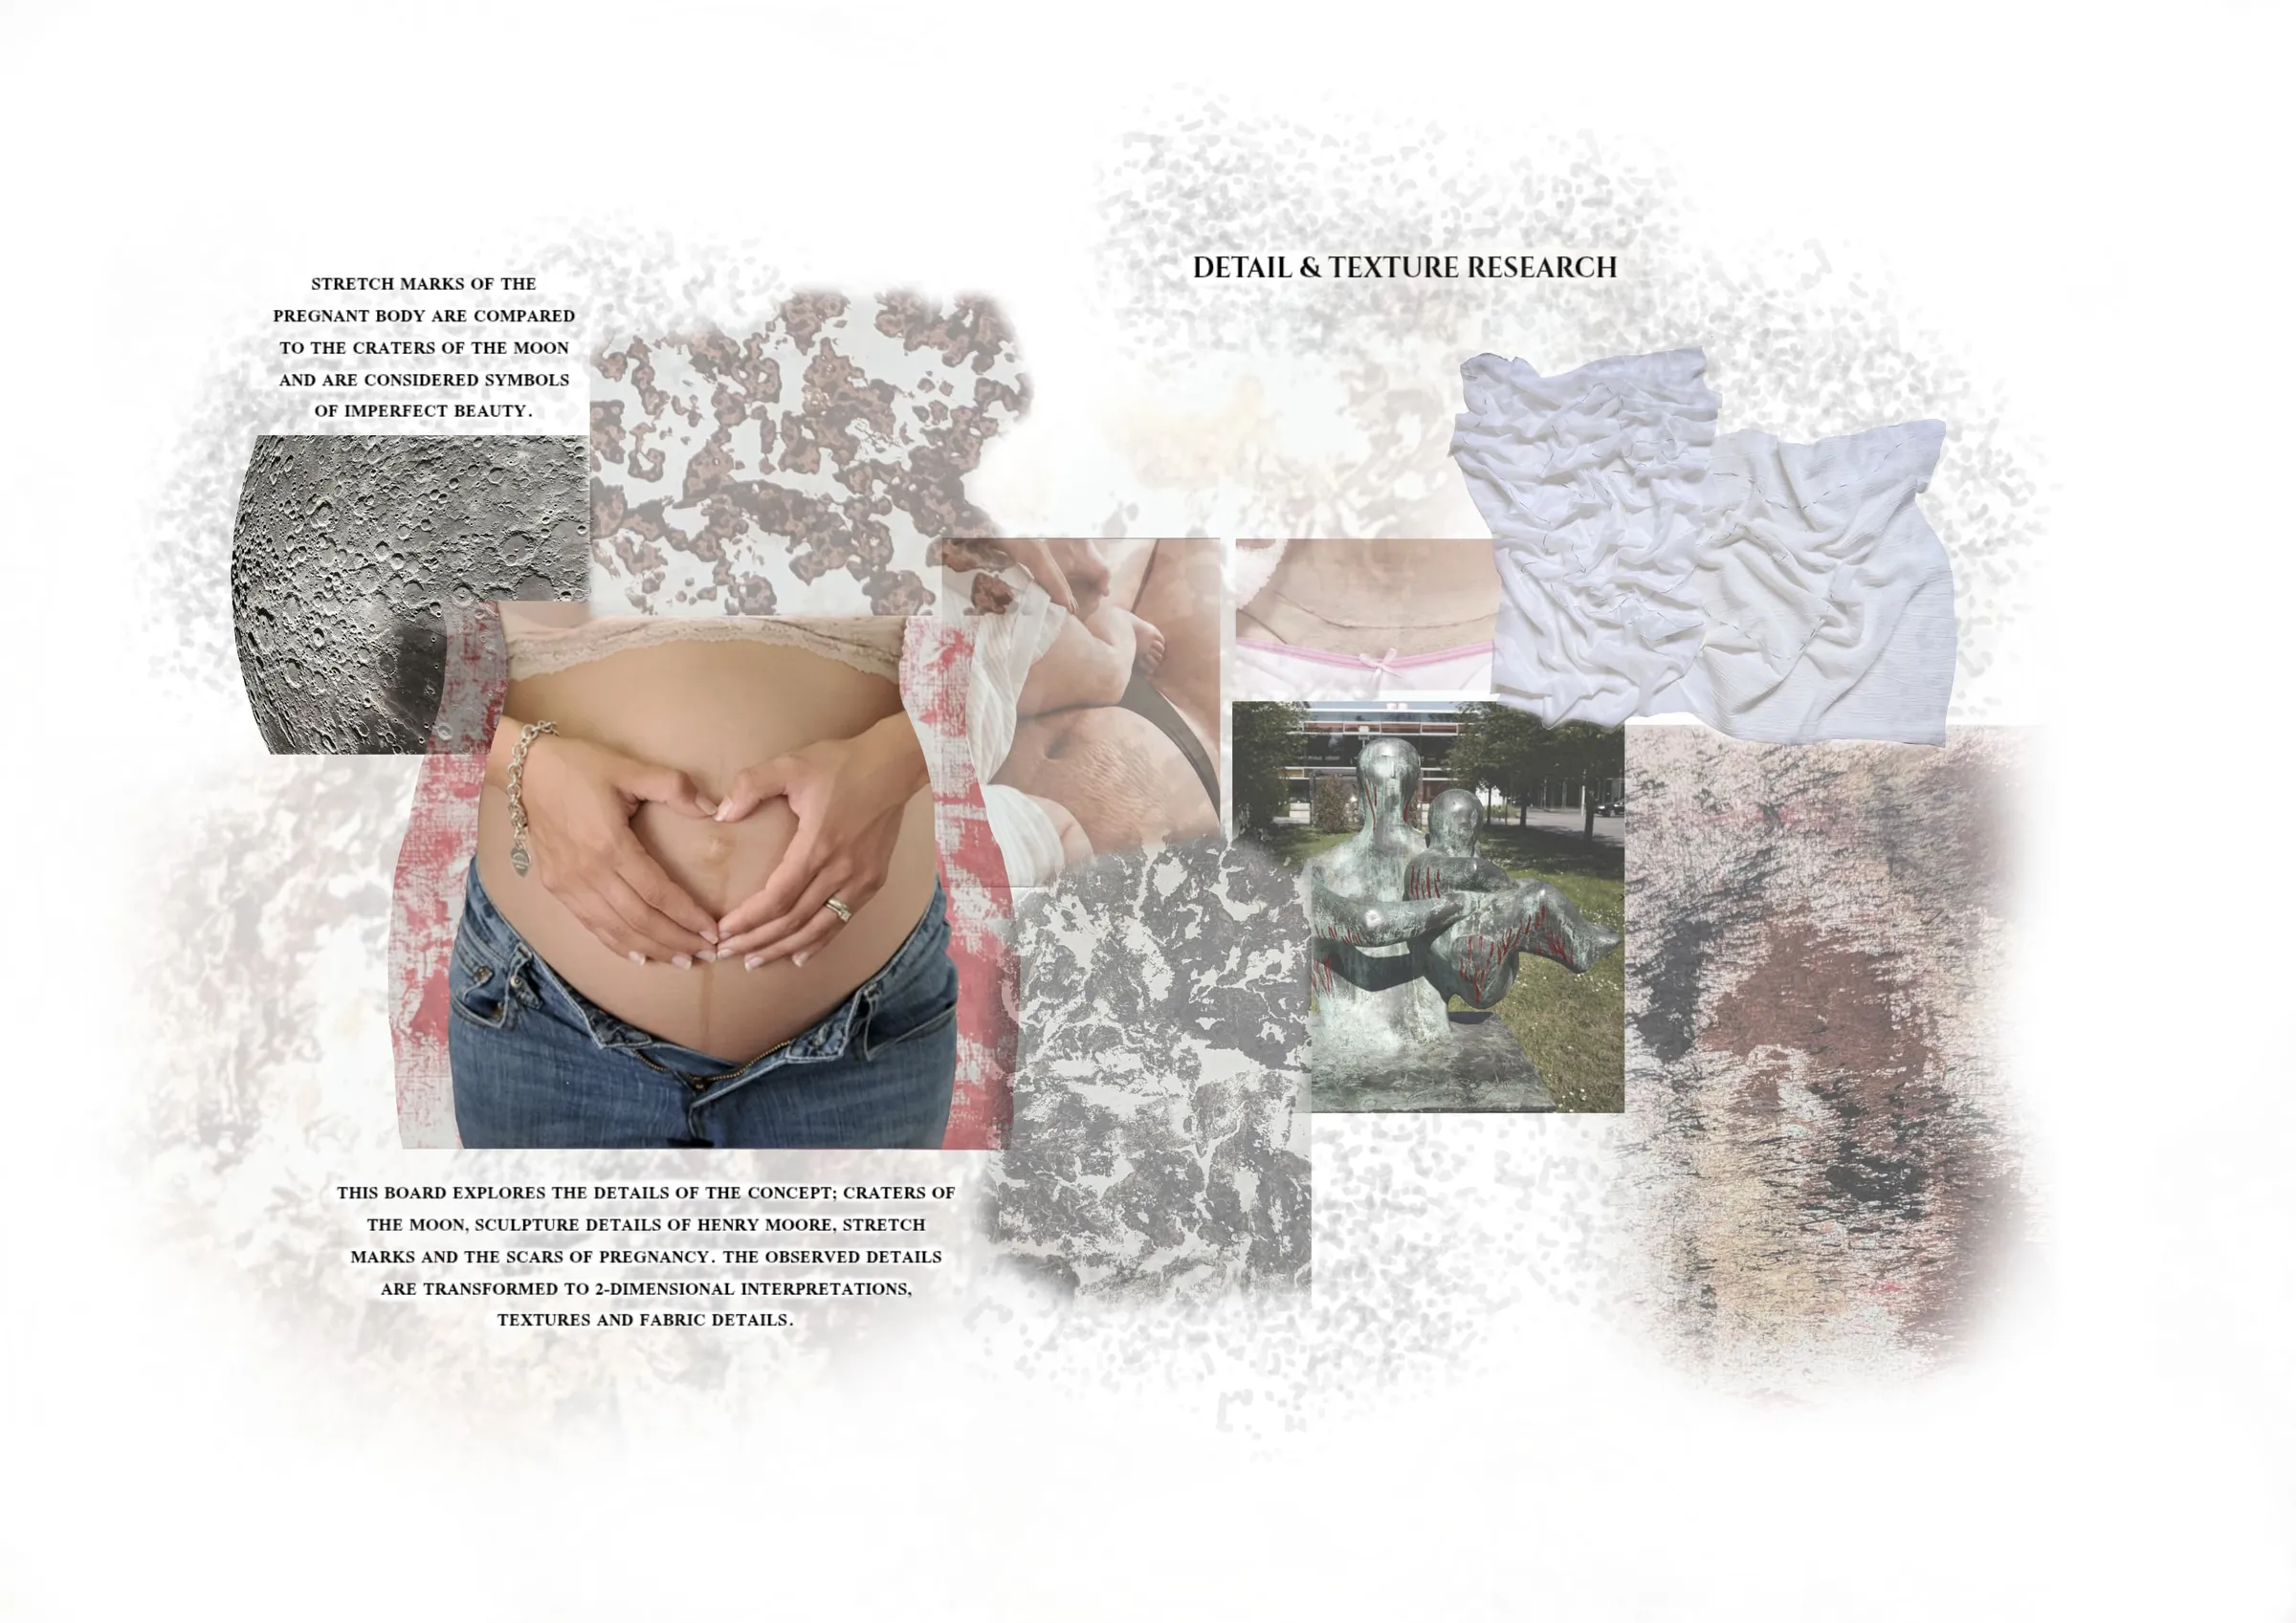 DETAIL & TEXTURE RESEARCH
STRETCH MARKS OF THE
PREGNANT BODY ARE COMPARED
TO THE CRATERS OF THE MOON
AND ARE CONSIDERED SYMBOLS
OF IMPERFECT BEAUTY.
THIS BOARD EXPLORES THE DETAILS OF THE CONCEPT; CRATERS OF
THE MOON, SCULPTURE DETAILS OF HENRY MOORE, STRETCH
MARKS AND THE SCARS OF PREGNANCY. THE OBSERVED DETAILS
ARE TRANSFORMED TO 2-DIMENSIONAL INTERPRETATIONS,
TEXTURES AND FABRIC DETAILS.